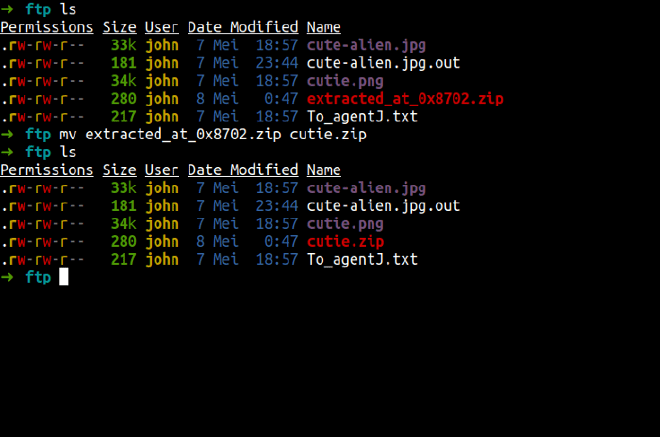 ➜ ftp ls
Permissions Size User Date Modified Name
.rw-rw-r-- 33k john 7 Mei 18:57 cute-alien.jpg
.rw-rw-r-- 181 john 7 Mei 23:44 cute-alien.jpg.out
.rw-rw-r-- 34k john 7 Mei 18:57 cutie.png
.rw-rw-r-- 280 john 8 Mei 0:47 extracted_at_0x8702.zip
.rw-rw-r-- 217 john 7 Mei 18:57 To_agentJ.txt
➜ ftp mv extracted_at_0x8702.zip cutie.zip
➜ ftp ls
Permissions Size User Date Modified Name
.rw-rw-r-- 33k john 7 Mei 18:57 cute-alien.jpg
.rw-rw-r-- 181 john 7 Mei 23:44 cute-alien.jpg.out
.rw-rw-r-- 34k john 7 Mei 18:57 cutie.png
.rw-rw-r-- 280 john 8 Mei 0:47 cutie.zip
.rw-rw-r-- 217 john 7 Mei 18:57 To_agentJ.txt
➜ ftp